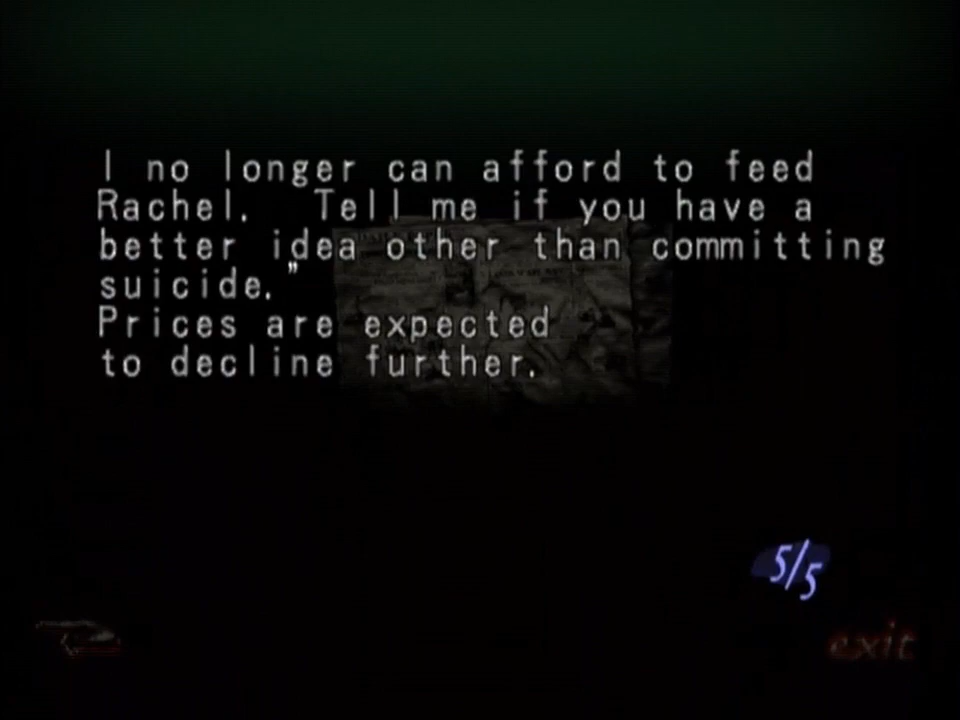 I no longer can afford to feed
Rachel. Tell me if you have a
better idea other than committing
suicide."
Prices are expected
to decline further.
5/5
exit